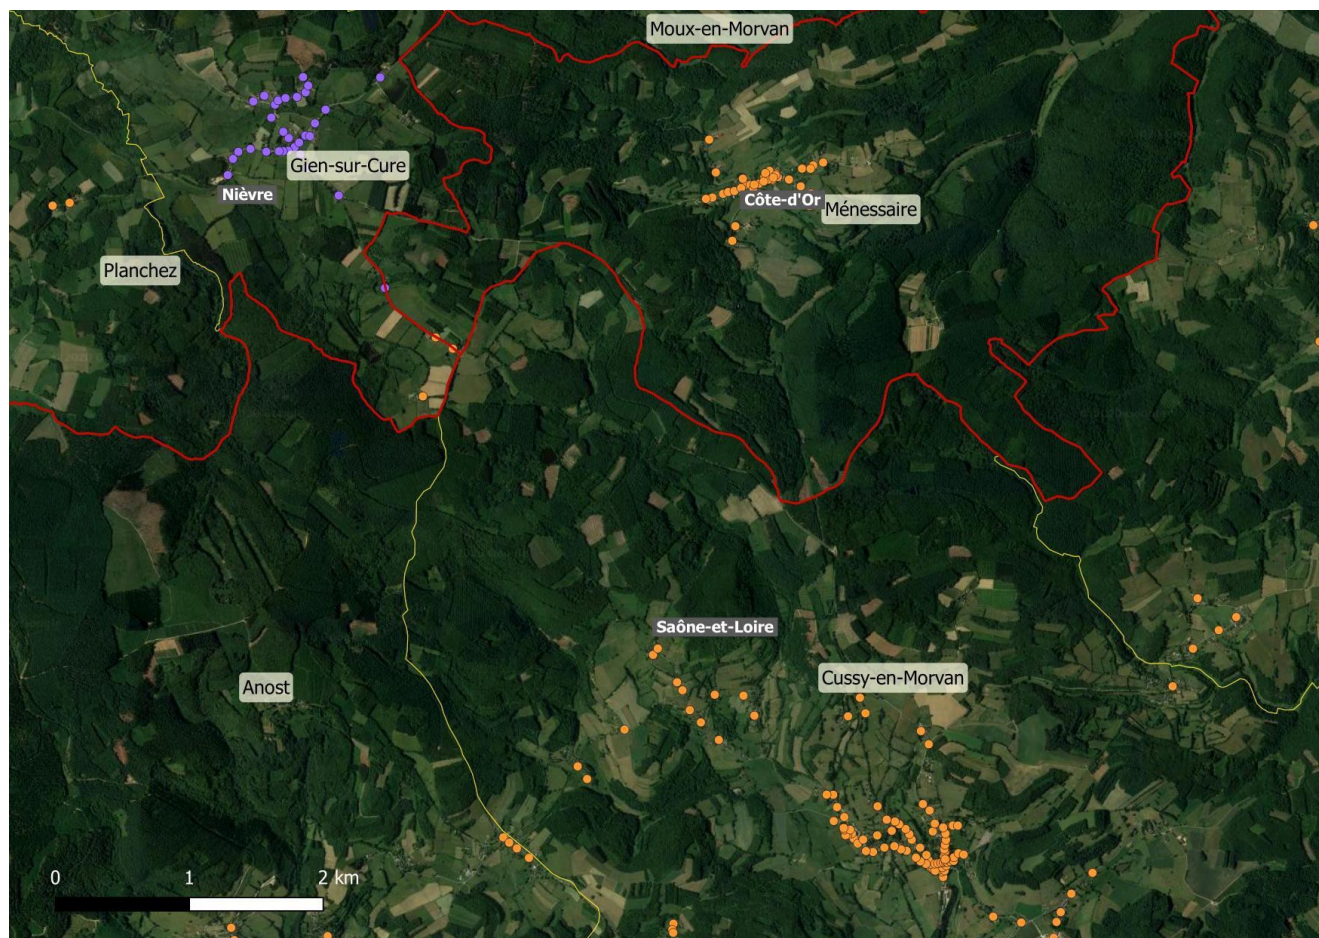 Moux-en-Morvan
Gien-sur-Cure
Nièvre
Côte-d'Or
Ménessaire
Planchez
Saône-et-Loire
Cussy-en-Morvan
Anost
0 1 2 km